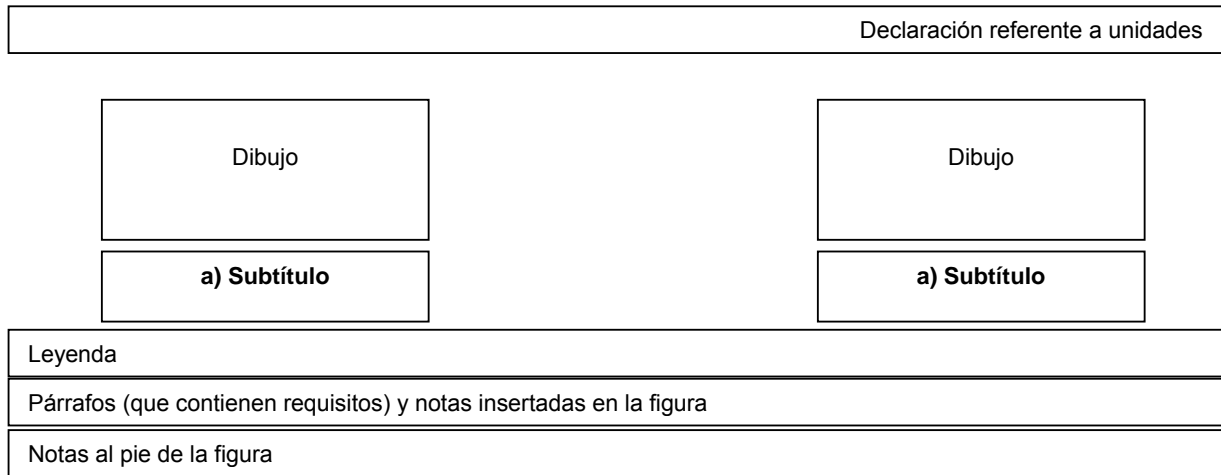 Declaración referente a unidades
Dibujo
Dibujo
a) Subtítulo
a) Subtítulo
Leyenda
Párrafos (que contienen requisitos) y notas insertadas en la figura
Notas al pie de la figura